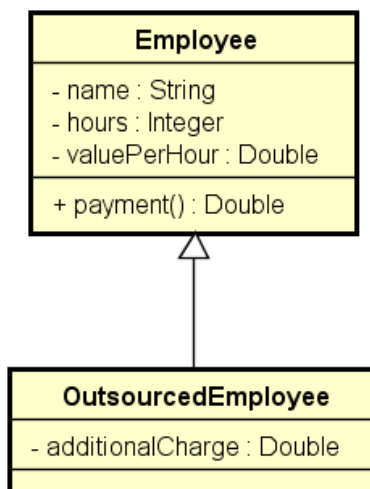 Employee
- name : String
- hours : Integer
- valuePerHour : Double
+ payment() : Double
OutsourcedEmployee
- additionalCharge : Double